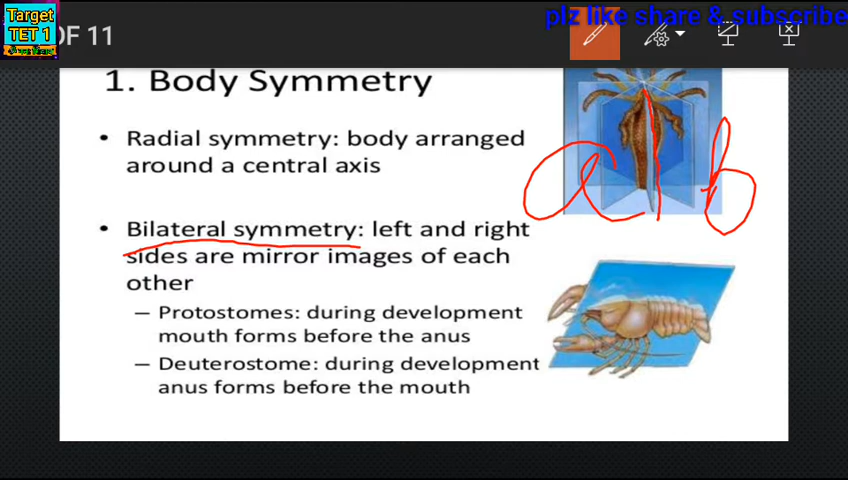 Target
TET 1
OF 11
plz like share & subscribe
1. Body Symmetry
• Radial symmetry: body arranged
around a central axis
• Bilateral symmetry: left and right
sides are mirror images of each
other
– Protostomes: during development
mouth forms before the anus
– Deuterostome: during development
anus forms before the mouth
a b